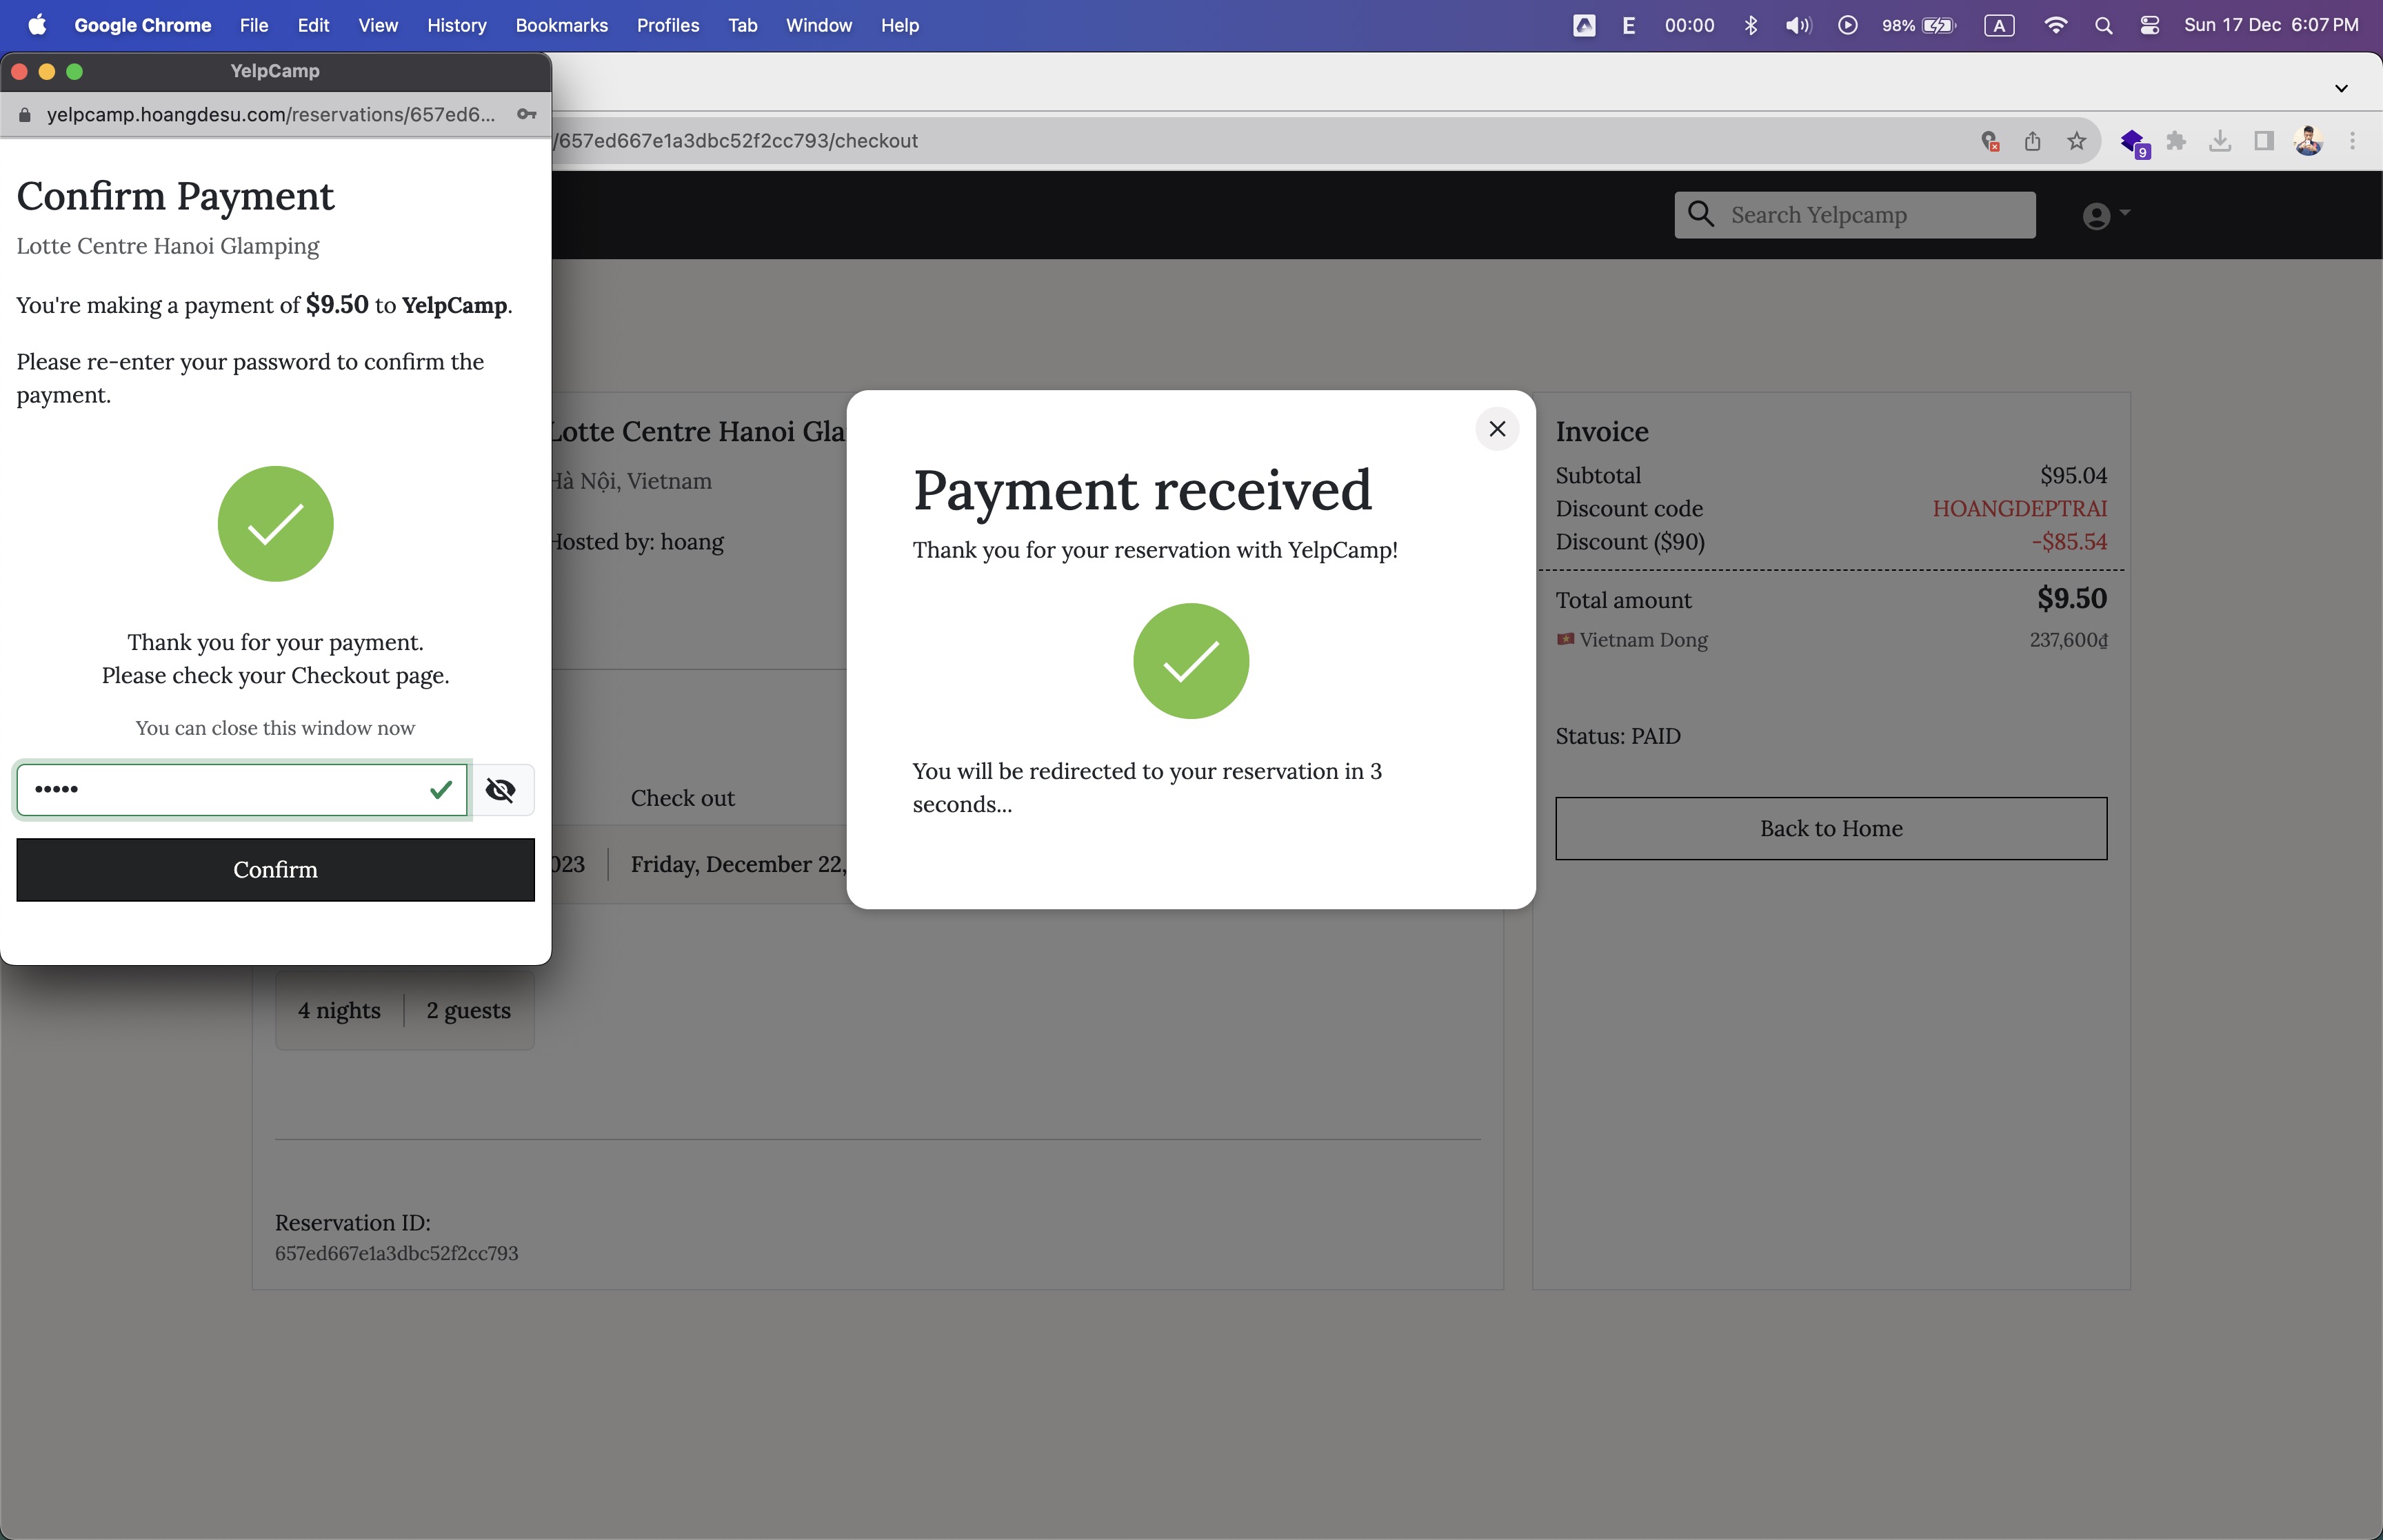 Google Chrome File Edit View History Bookmarks Profiles Tab Window Help E 00:00 98% A Sun 17 Dec 6:07 PM
YelpCamp
yelpcamp.hoangdesu.com/reservations/657ed6...
/657ed667e1a3dbc52f2cc793/checkout
9
Search Yelpcamp
Confirm Payment
Lotte Centre Hanoi Glamping
You're making a payment of $9.50 to YelpCamp.
Please re-enter your password to confirm the
payment.
Thank you for your payment.
Please check your Checkout page.
You can close this window now
•••••
Confirm
Lotte Centre Hanoi Gla
Hà Nội, Vietnam
Hosted by: hoang
Check out
023 Friday, December 22,
4 nights 2 guests
Reservation ID:
657ed667e1a3dbc52f2cc793
Payment received
Thank you for your reservation with YelpCamp!
You will be redirected to your reservation in 3
seconds...
Invoice
Subtotal $95.04
Discount code HOANGDEPTRAI
Discount ($90) -$85.54
Total amount $9.50
Vietnam Dong 237,600₫
Status: PAID
Back to Home